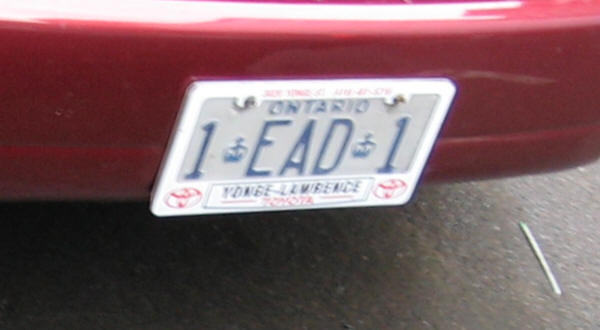 ONTARIO
1 EAD 1
YONGE LAWRENCE
TOYOTA